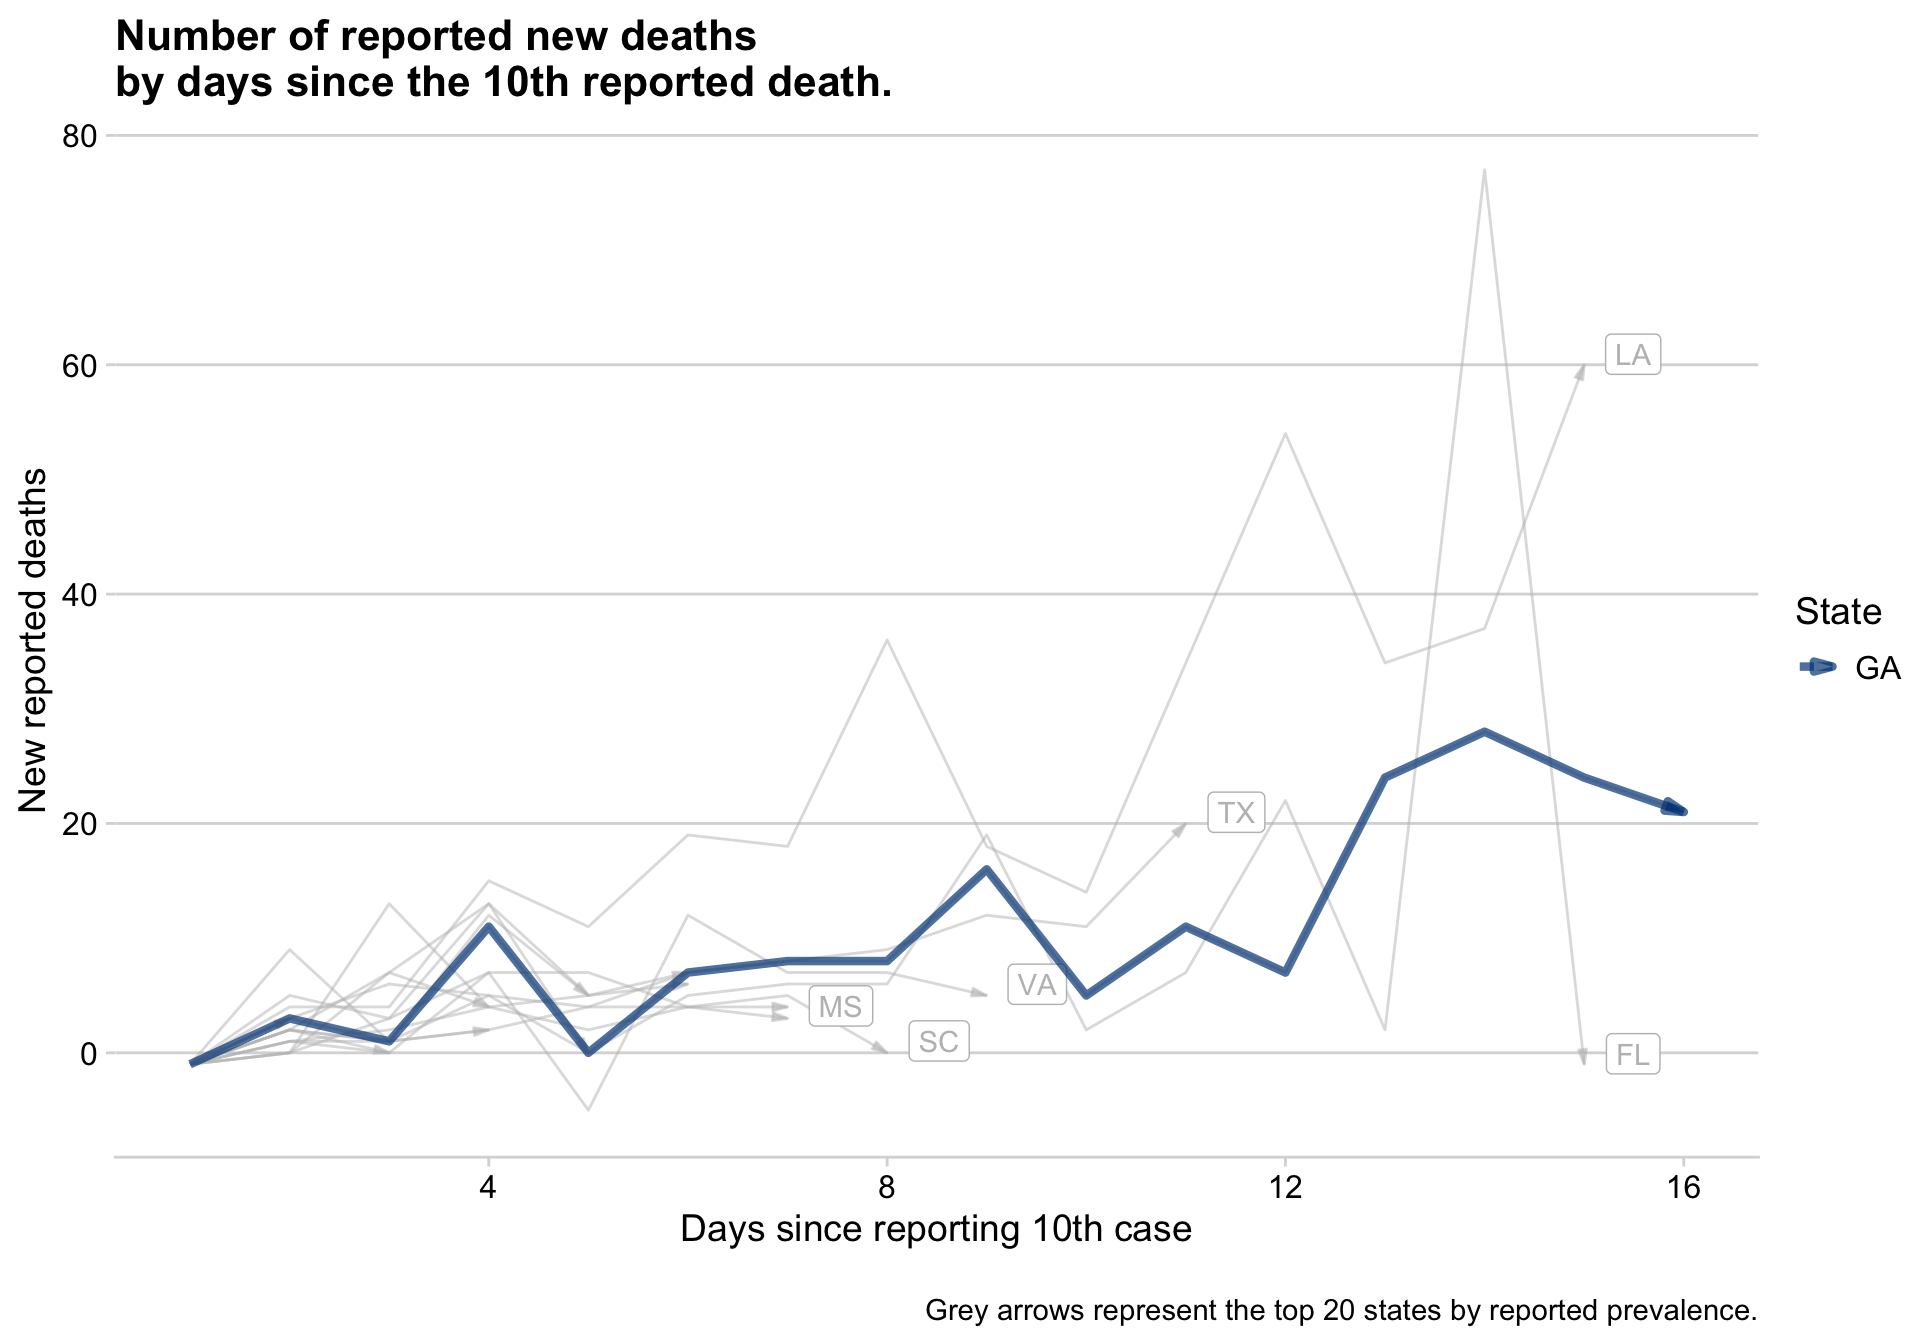 Number of reported new deaths
by days since the 10th reported death.
80
60
40
20
0
New reported deaths
LA
TX
VA
MS
SC
FL
State
GA
4
8
12
16
Days since reporting 10th case
Grey arrows represent the top 20 states by reported prevalence.